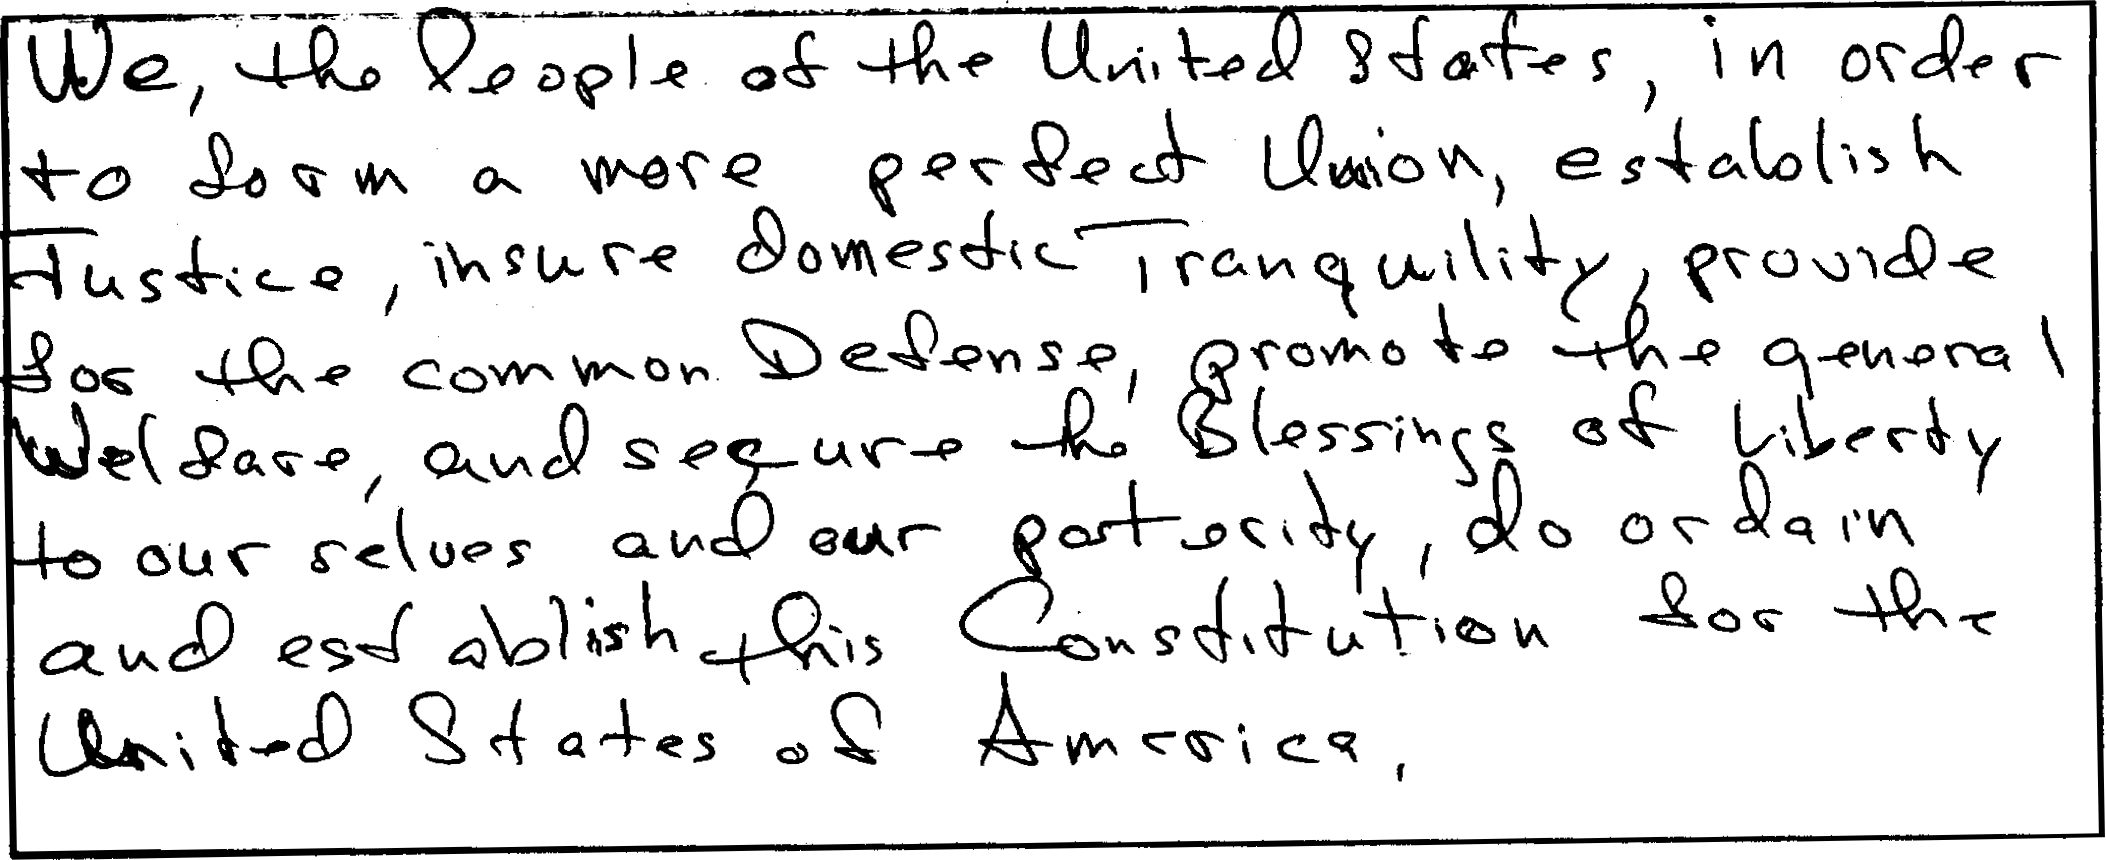 We, the People of the United States, in order
to form a more perfect Union, establish
Justice, insure domestic Tranquility, provide
for the common Defense, promote the general
Welfare, and secure the Blessings of Liberty
to our selves and our posterity, do ordain
and establish this Constitution for the
United States of America,